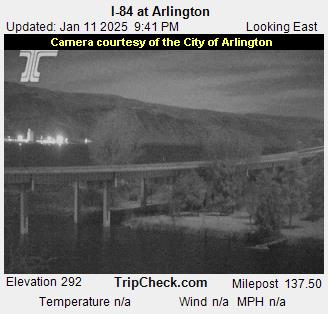 I-84 at Arlington
Updated: Jan 11 2025 9:41 PM Looking East
Camera courtesy of the City of Arlington
Elevation 292 TripCheck.com Milepost 137.50
Temperature n/a Wind n/a MPH n/a